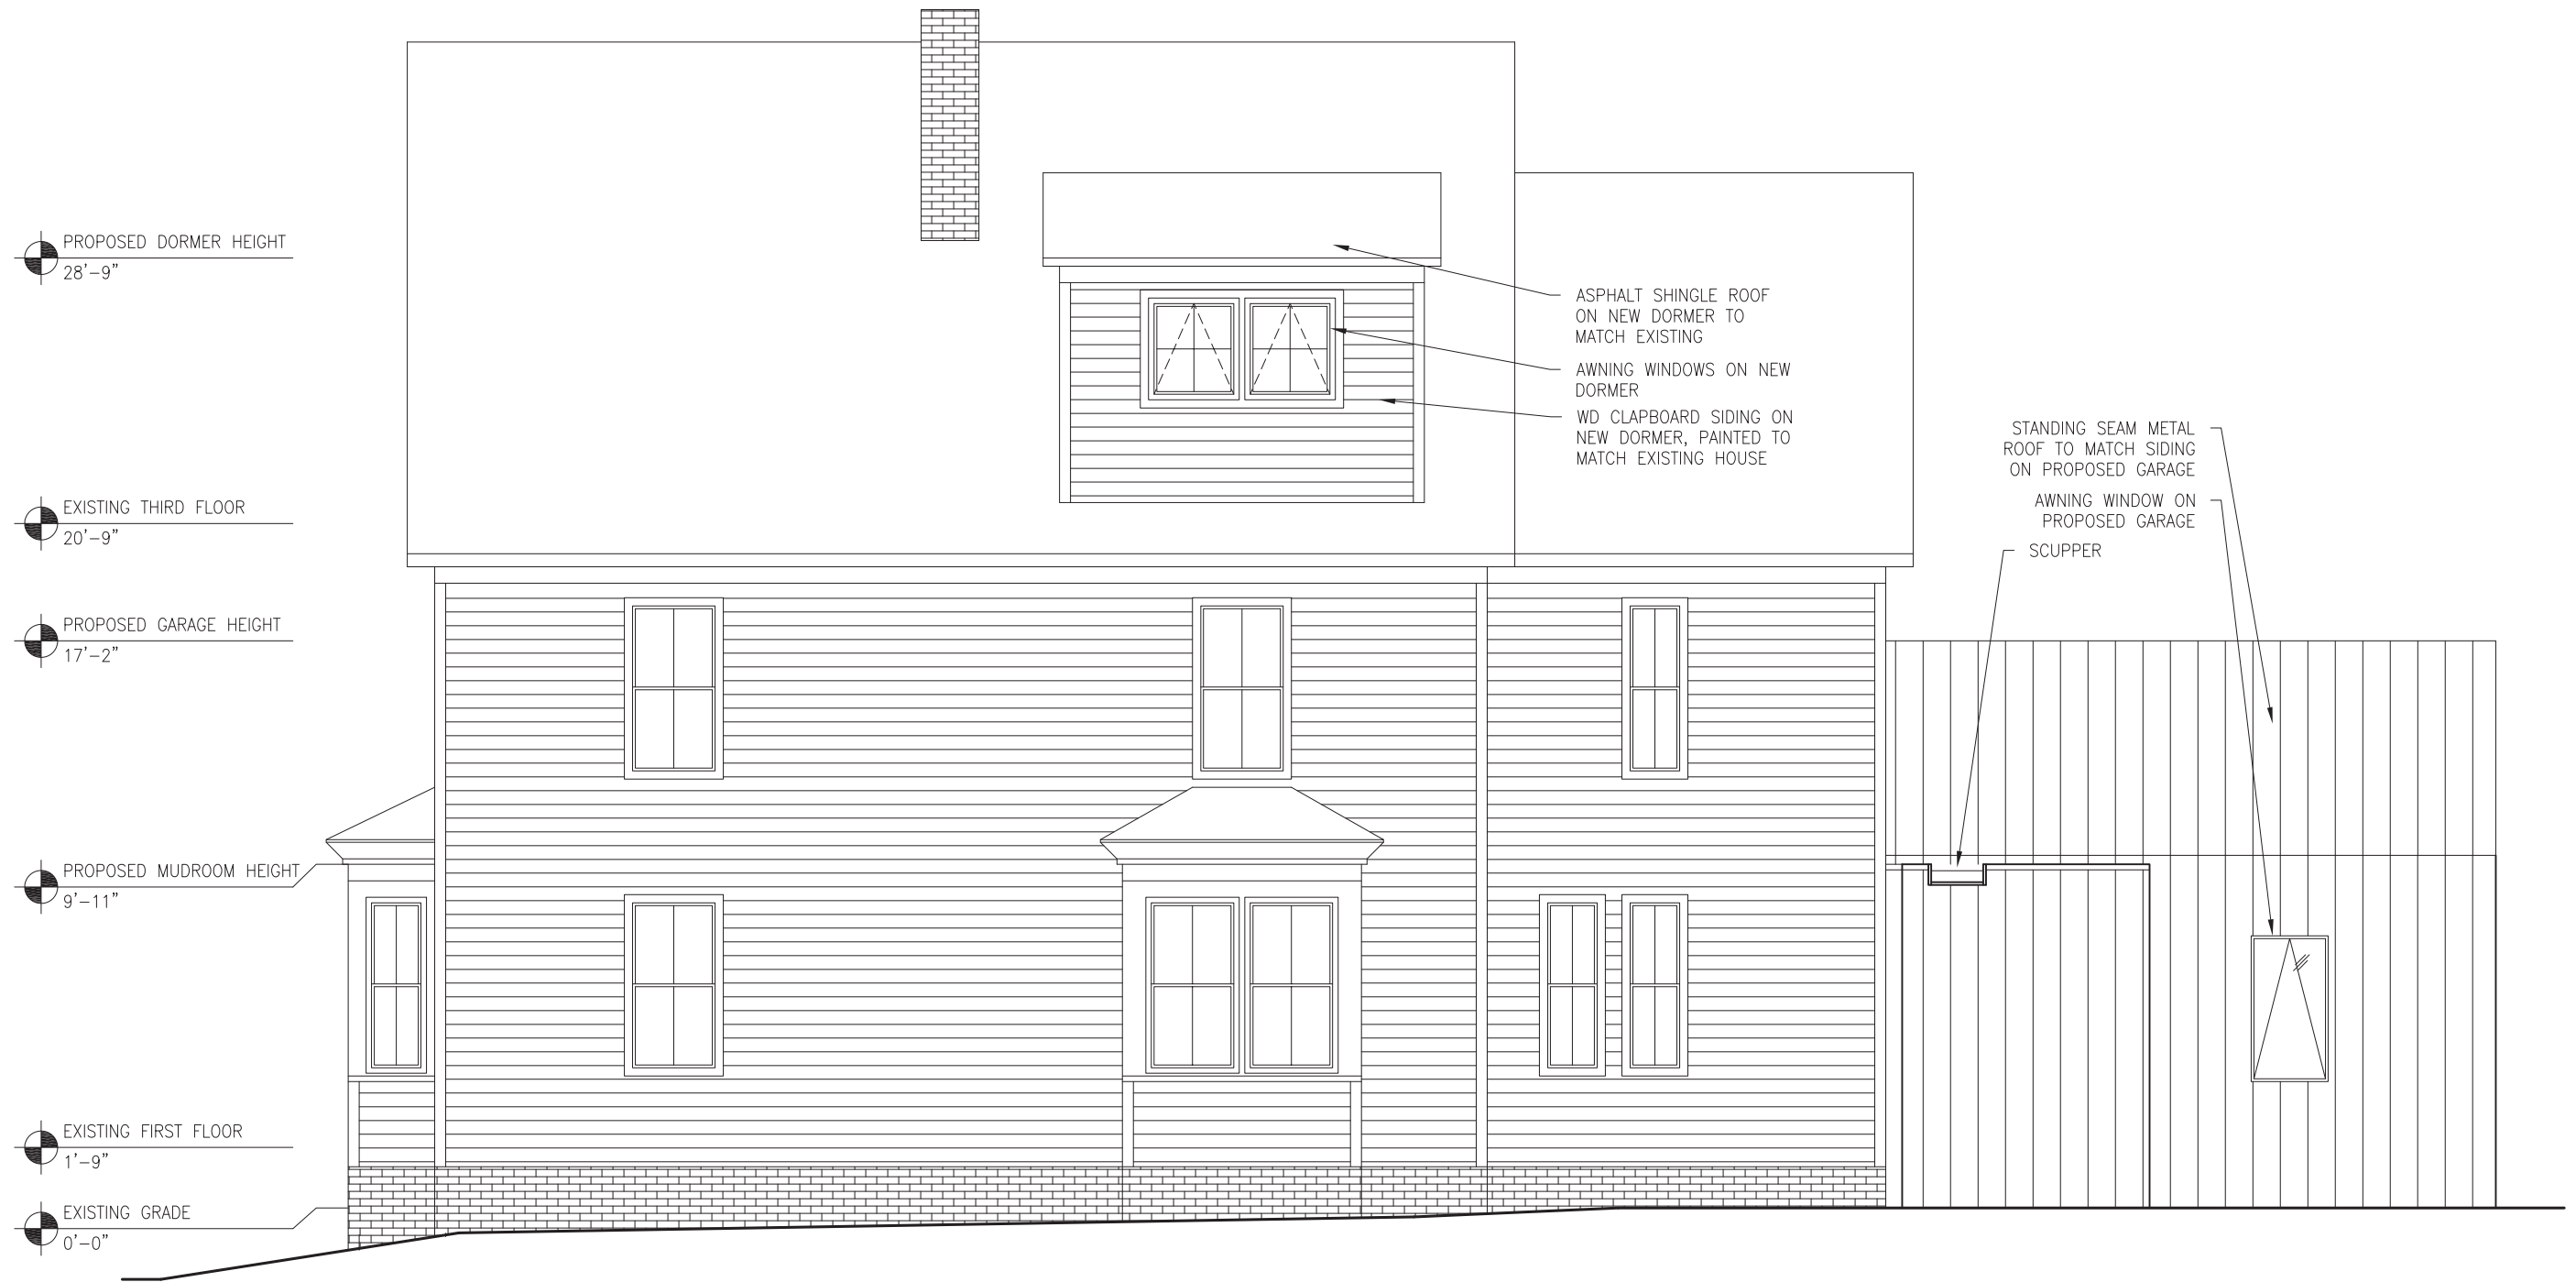 PROPOSED DORMER HEIGHT
28'-9"
EXISTING THIRD FLOOR
20'-9"
PROPOSED GARAGE HEIGHT
17'-2"
PROPOSED MUDROOM HEIGHT
9'-11"
EXISTING FIRST FLOOR
1'-9"
EXISTING GRADE
0'-0"
ASPHALT SHINGLE ROOF
ON NEW DORMER TO
MATCH EXISTING
AWNING WINDOWS ON NEW
DORMER
WD CLAPBOARD SIDING ON
NEW DORMER, PAINTED TO
MATCH EXISTING HOUSE
STANDING SEAM METAL
ROOF TO MATCH SIDING
ON PROPOSED GARAGE
AWNING WINDOW ON
PROPOSED GARAGE
SCUPPER